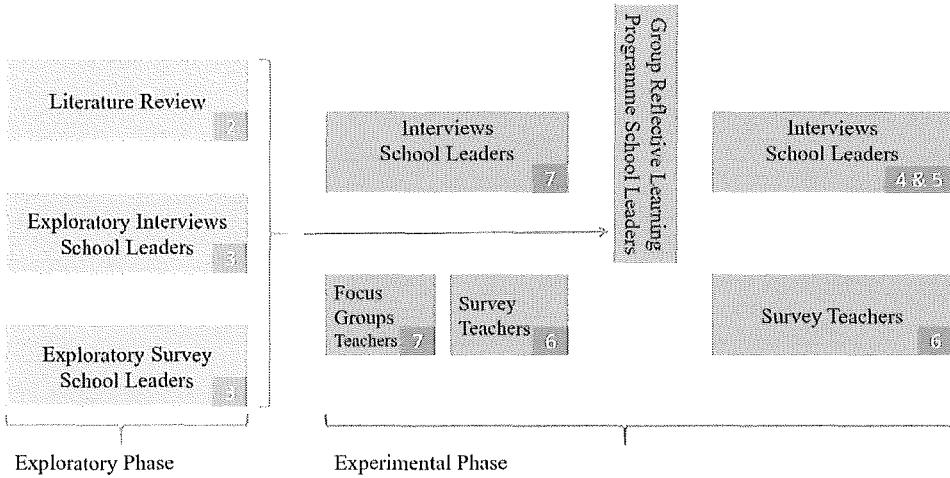 Literature Review
2
Exploratory Interviews
School Leaders
3
Exploratory Survey
School Leaders
3
Exploratory Phase
Interviews
School Leaders
7
Focus
Groups
Teachers
7
Survey
Teachers
6
Group Reflective Learning
Programme School Leaders
Interviews
School Leaders
4 & 5
Survey Teachers
6
Experimental Phase